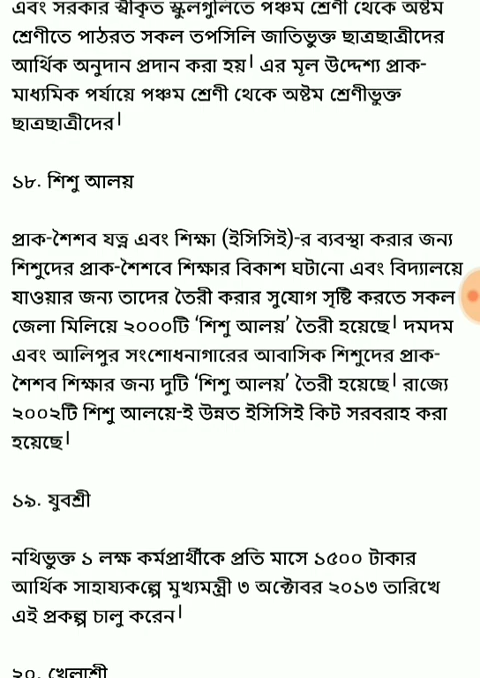 এবং সরকার স্বীকৃত স্কুলগুলিতে পঞ্চম শ্রেণী থেকে অষ্টম
শ্রেণীতে পাঠরত সকল তপসিলি জাতিভুক্ত ছাত্রছাত্রীদের
আর্থিক অনুদান প্রদান করা হয়। এর মূল উদ্দেশ্য প্রাক-
মাধ্যমিক পর্যায়ে পঞ্চম শ্রেণী থেকে অষ্টম শ্রেণীভুক্ত
ছাত্রছাত্রীদের।
১৮. শিশু আলয়
প্রাক-শৈশব যত্ন এবং শিক্ষা (ইসিসিই)-র ব্যবস্থা করার জন্য
শিশুদের প্রাক-শৈশবে শিক্ষার বিকাশ ঘটানো এবং বিদ্যালয়ে
যাওয়ার জন্য তাদের তৈরী করার সুযোগ সৃষ্টি করতে সকল
জেলা মিলিয়ে ২০০০টি ‘শিশু আলয়’ তৈরী হয়েছে। দমদম
এবং আলিপুর সংশোধনাগারের আবাসিক শিশুদের প্রাক-
শৈশব শিক্ষার জন্য দুটি ‘শিশু আলয়’ তৈরী হয়েছে। রাজ্যে
২০০২টি শিশু আলয়ে-ই উন্নত ইসিসিই কিট সরবরাহ করা
হয়েছে।
১৯. যুবশ্রী
নথিভুক্ত ১ লক্ষ কর্মপ্রার্থীকে প্রতি মাসে ১৫০০ টাকার
আর্থিক সাহায্যকল্পে মুখ্যমন্ত্রী ৩ অক্টোবর ২০১৩ তারিখে
এই প্রকল্প চালু করেন।
২০. খেলাশ্রী